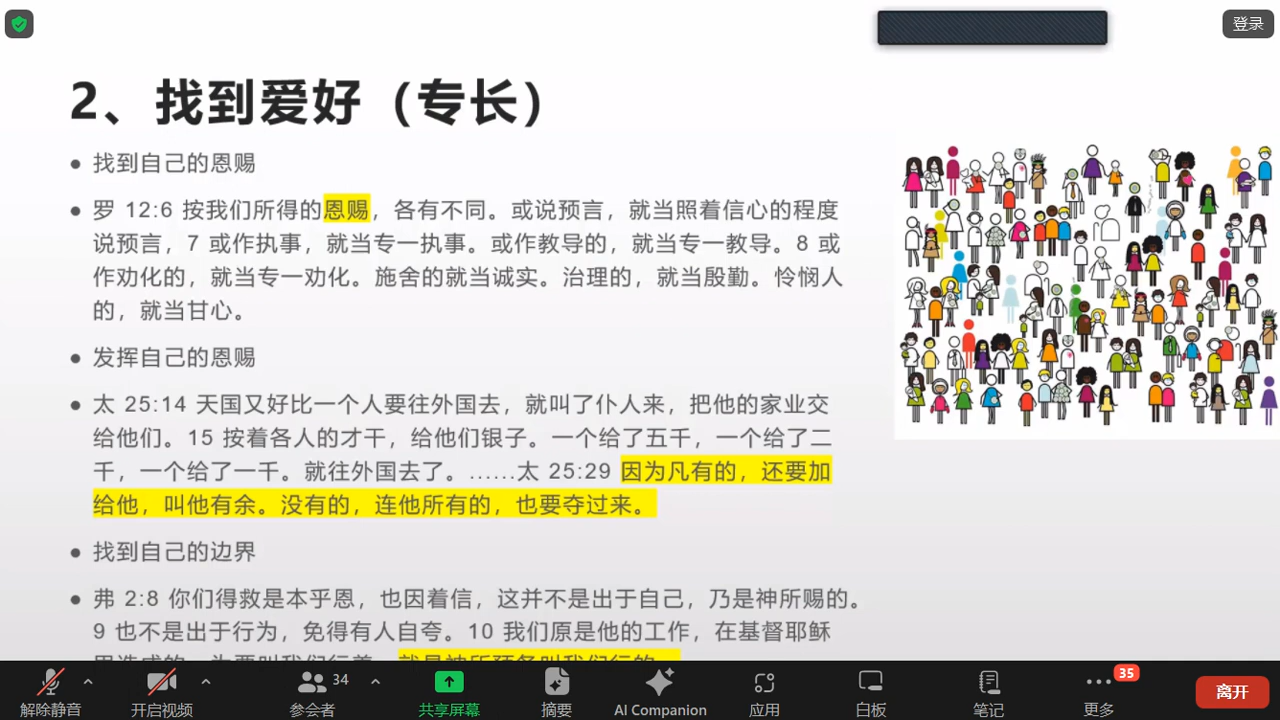 登录
2、找到爱好（专长）
• 找到自己的恩赐
• 罗 12:6 按我们所得的恩赐，各有不同。或说预言，就当照着信心的程度
说预言，7 或作执事，就当专一执事。或作教导的，就当专一教导。8 或
作劝化的，就当专一劝化。施舍的就当诚实。治理的，就当殷勤。怜悯人
的，就当甘心。
• 发挥自己的恩赐
• 太 25:14 天国又好比一个人要往外国去，就叫了仆人来，把他的家业交
给他们。15 按着各人的才干，给他们银子。一个给了五千，一个给了二
千，一个给了一千。就往外国去了。......太 25:29 因为凡有的，还要加
给他，叫他有余。没有的，连他所有的，也要夺过来。
• 找到自己的边界
• 弗 2:8 你们得救是本乎恩，也因着信，这并不是出于自己，乃是神所赐的。
9 也不是出于行为，免得有人自夸。10 我们原是他的工作，在基督耶稣
34
35
解除静音 开启视频 参会者 共享屏幕 摘要 AI Companion 应用 白板 笔记 更多 离开